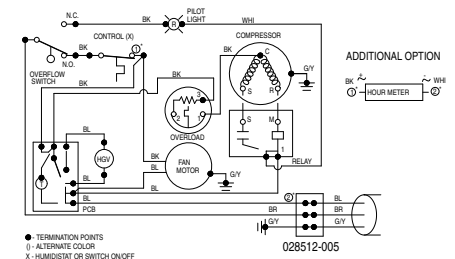 N.C.
BK
PILOT
LIGHT
R
WHI
CONTROL (X)
COMPRESSOR
BK
①*
N.O.
BK
C
OVERFLOW
SWITCH
BK
BK
G/Y
S
R
3
2
1
OVERLOAD
S
M
1
RELAY
BL
HGV
BK
BL
FAN
MOTOR
G/Y
BL
BL
PCB
②*
BL
BR
BR
G/Y
G/Y
ADDITIONAL OPTION
BK
~
+
①*
HOUR METER
-
~
WHI
②*
028512-005
- TERMINATION POINTS
() - ALTERNATE COLOR
X - HUMIDISTAT OR SWITCH ON/OFF